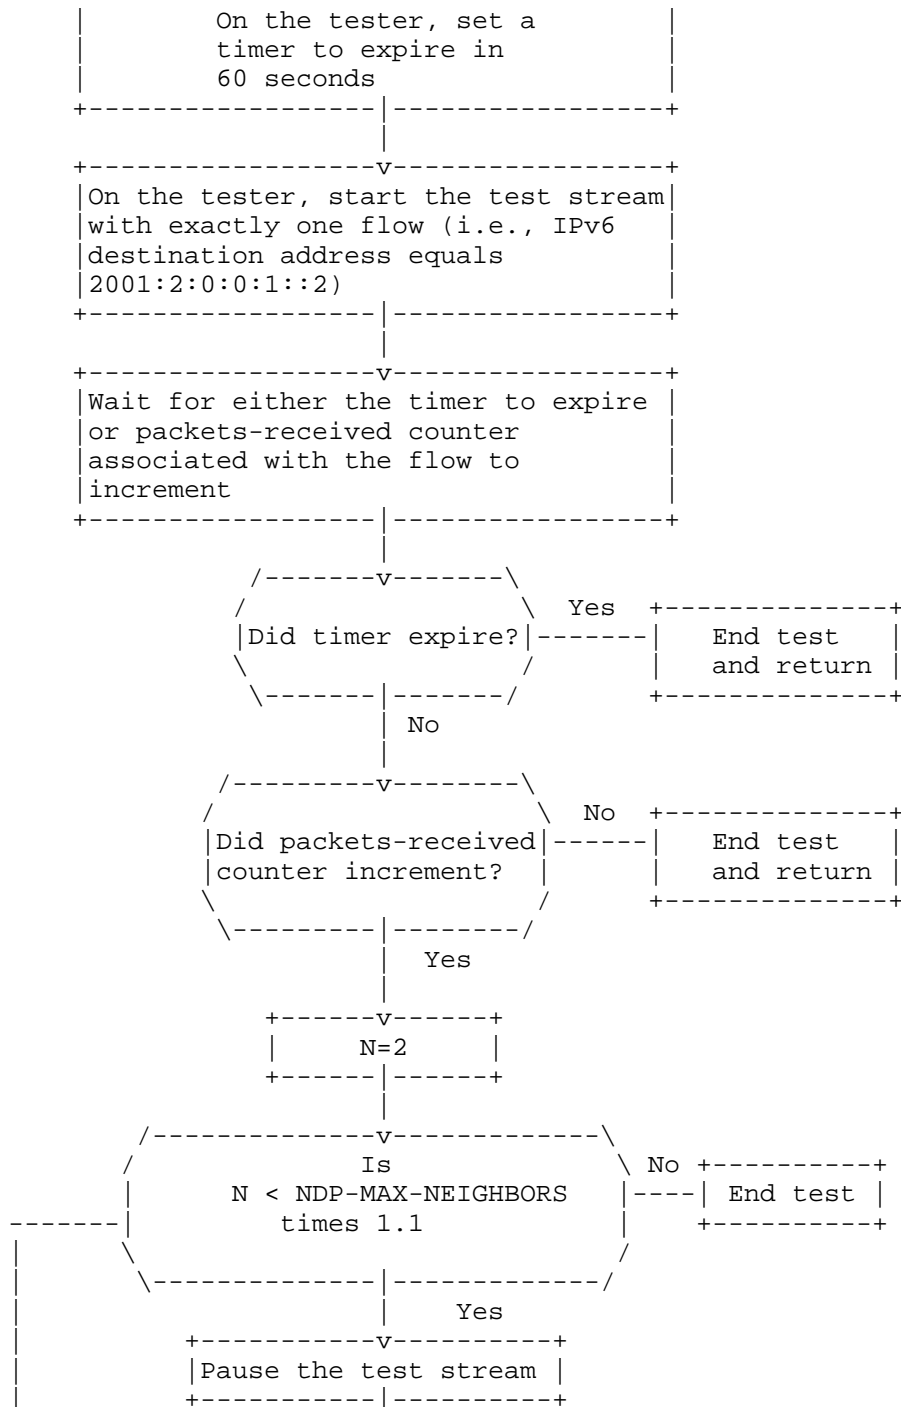 On the tester, set a
timer to expire in
60 seconds
On the tester, start the test stream
with exactly one flow (i.e., IPv6
destination address equals
2001:2:0:0:1::2)
Wait for either the timer to expire
or packets-received counter
associated with the flow to
increment
Yes
Did timer expire?
End test
and return
No
No
Did packets-received
counter increment?
End test
and return
Yes
N=2
Is
N < NDP-MAX-NEIGHBORS
times 1.1
No
End test
Yes
Pause the test stream